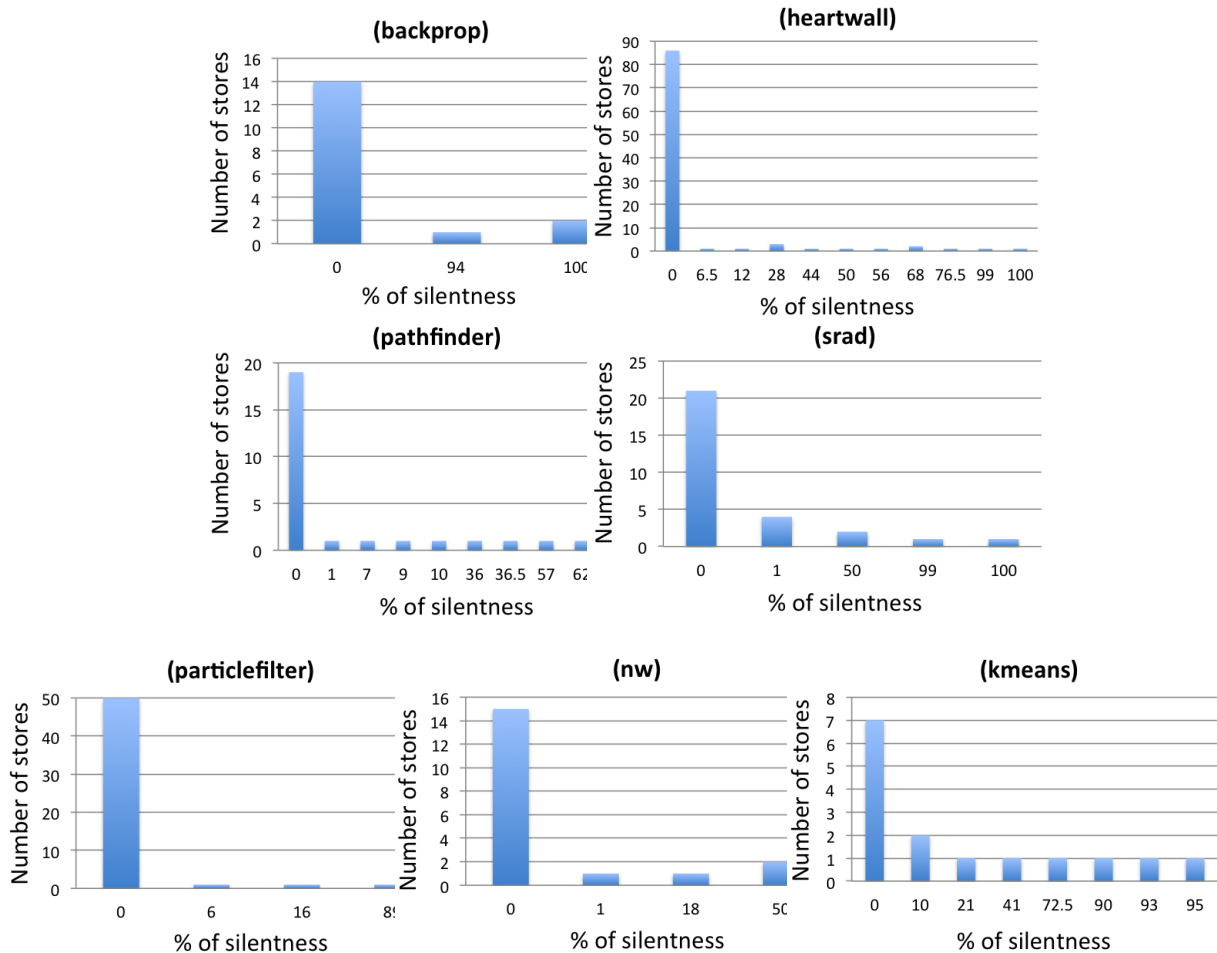 (backprop)
Number of stores
16
14
12
10
8
6
4
2
0
0 94 100
% of silentness
(heartwall)
Number of stores
90
80
70
60
50
40
30
20
10
0
0 6.5 12 28 44 50 56 68 76.5 99 100
% of silentness
(pathfinder)
Number of stores
20
15
10
5
0
0 1 7 9 10 36 36.5 57 62
% of silentness
(srad)
Number of stores
25
20
15
10
5
0
0 1 50 99 100
% of silentness
(particlefilter)
Number of stores
50
40
30
20
10
0
0 6 16
% of silentness
(nw)
Number of stores
16
14
12
10
8
6
4
2
0
0 1 18 50
% of silentness
(kmeans)
Number of stores
8
7
6
5
4
3
2
1
0
0 10 21 41 72.5 90 93 95
% of silentness